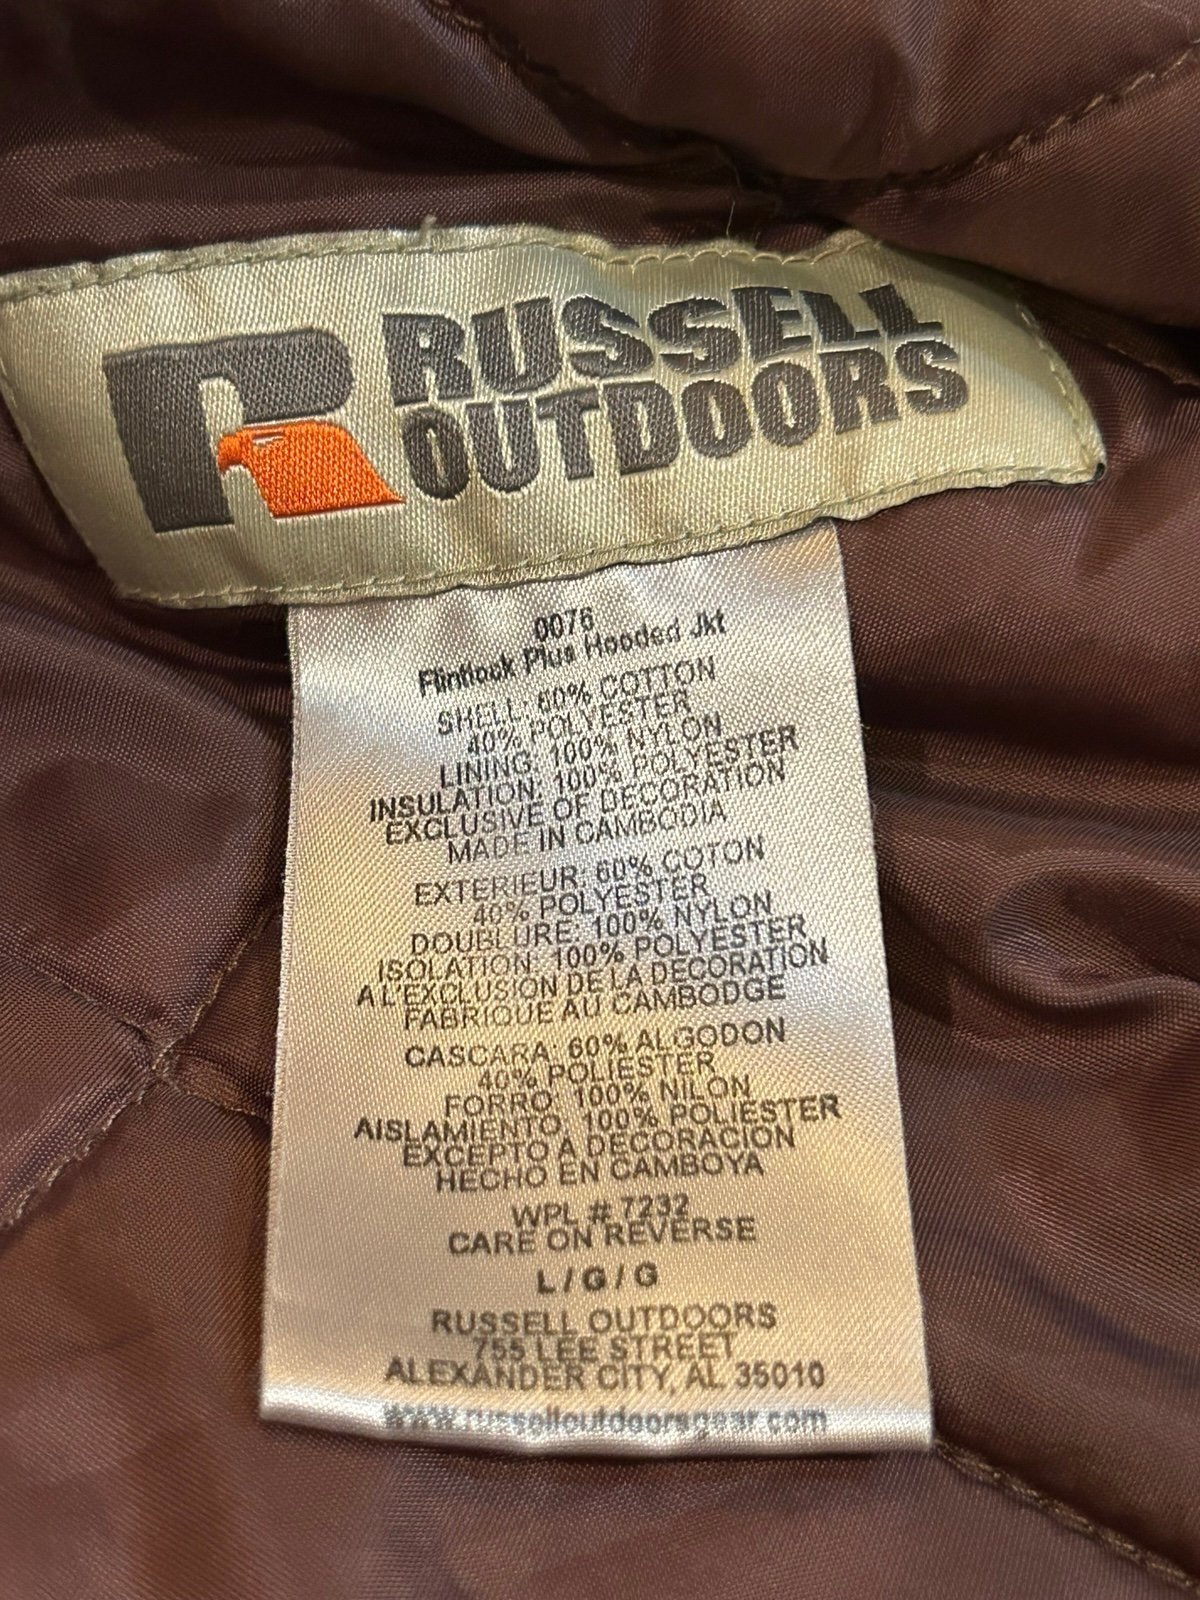 RUSSELL
OUTDOORS
0076
Flintlock Plus Hooded Jkt
SHELL: 60% COTTON
40% POLYESTER
LINING: 100% NYLON
INSULATION: 100% POLYESTER
EXCLUSIVE OF DECORATION
MADE IN CAMBODIA
EXTERIEUR: 60% COTON
40% POLYESTER
DOUBLURE: 100% NYLON
ISOLATION: 100% POLYESTER
A L'EXCLUSION DE LA DECORATION
FABRIQUE AU CAMBODGE
CASCARA: 60% ALGODON
40% POLIESTER
FORRO: 100% NILON
AISLAMIENTO: 100% POLIESTER
EXCEPTO A DECORACION
HECHO EN CAMBOYA
WPL # 7232
CARE ON REVERSE
L / G / G
RUSSELL OUTDOORS
755 LEE STREET
ALEXANDER CITY, AL 35010
www.russelloutdoorsgear.com